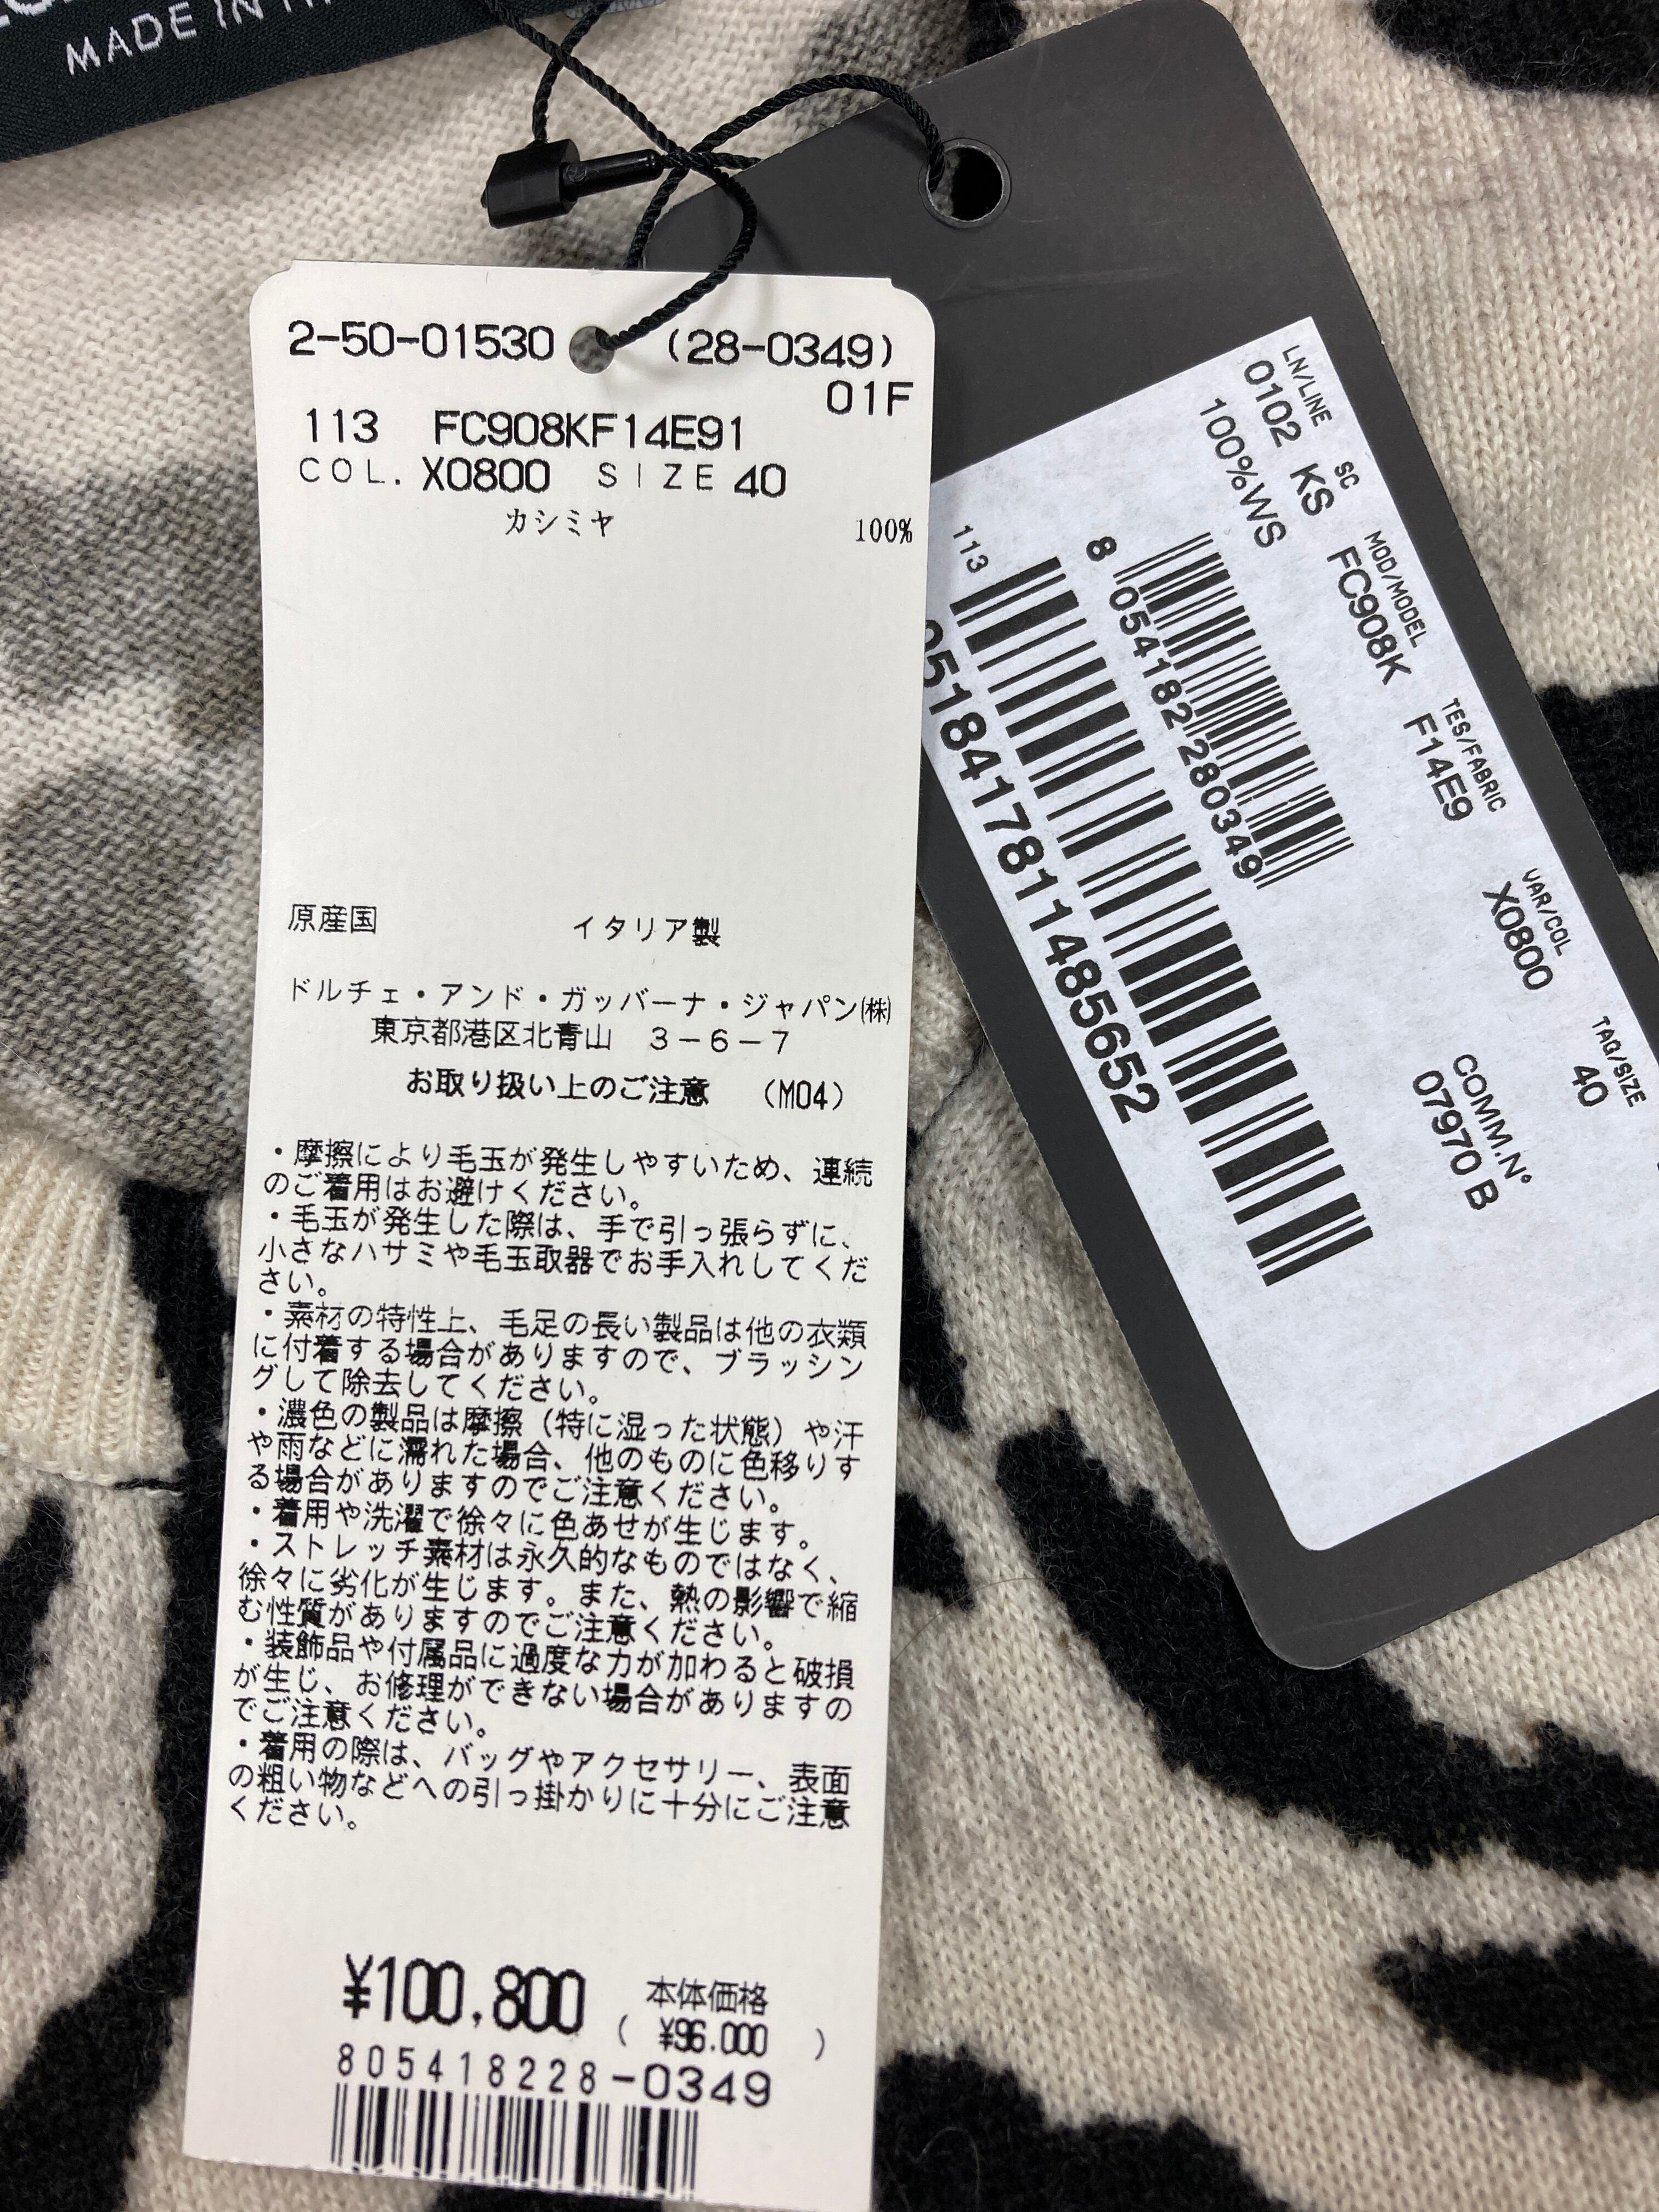 MADE IN
2-50-01530 (28-0349)
01F
113 FC908KF14E91
COL. X0800 SIZE 40
カシミヤ 100%
原産国 イタリア製
ドルチェ・アンド・ガッバーナ・ジャパン㈱
東京都港区北青山 3-6-7
お取り扱い上のご注意 (M04)
・摩擦により毛玉が発生しやすいため、連続
のご着用はお避けください。
・毛玉が発生した際は、手で引っ張らずに、
小さなハサミや毛玉取器でお手入れしてくだ
さい。
・素材の特性上、毛足の長い製品は他の衣類
に付着する場合がありますので、ブラッシン
グして除去してください。
・濃色の製品は摩擦（特に湿った状態）や汗
や雨などに濡れた場合、他のものに色移りす
る場合がありますのでご注意ください。
・着用や洗濯で徐々に色あせが生じます。
・ストレッチ素材は永久的なものではなく、
徐々に劣化が生じます。また、熱の影響で縮
む性質がありますのでご注意ください。
・装飾品や付属品に過度な力が加わると破損
が生じ、お修理ができない場合がありますの
でご注意ください。
・着用の際は、バッグやアクセサリー、表面
の粗い物などへの引っ掛かりに十分にご注意
ください。
¥100,800 本体価格
( ¥96,000 )
805418228-0349
LN/LINE SC MOD/MODEL TES/FABRIC VAR/COL TAG/SIZE
0102 KS FC908K F14E9 X0800 40
100%WS
COMM.N°
07970 B
8 054182 280349
113
0518417811485652